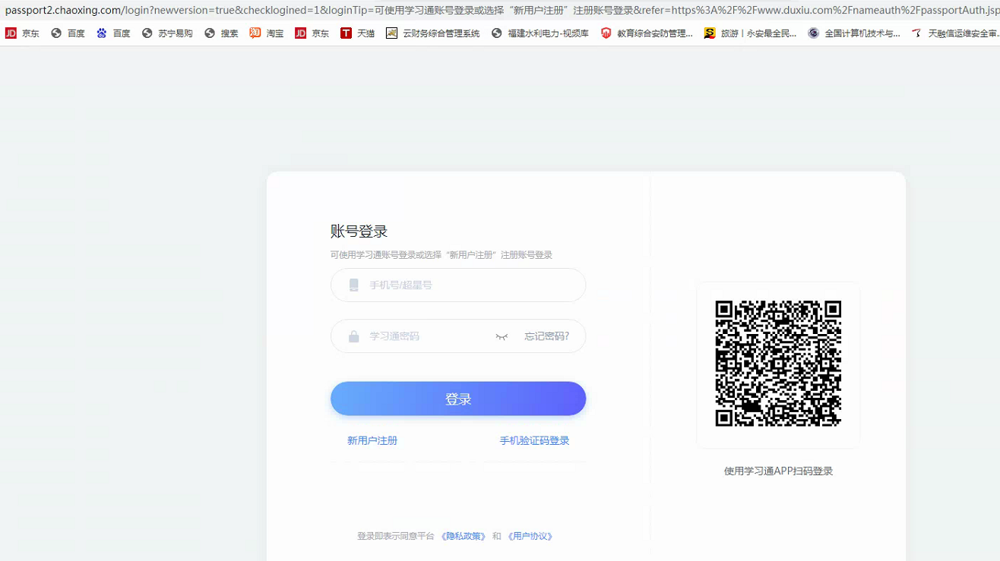 passport2.chaoxing.com/login?newversion=true&checklogined=1&loginTip=可使用学习通账号登录或选择“新用户注册”注册账号登录&refer=https%3A%2F%2Fwww.duxiu.com%2Fnameauth%2FpassportAuth.jsp
JD 京东 百度 百度 苏宁易购 搜索 淘 淘宝 JD 京东 T 天猫 云财务综合管理系统 福建水利电力-视频库 教育综合安防管理... S 旅游丨永安最全民... 全国计算机技术与... 天融信运维安全审...
账号登录
可使用学习通账号登录或选择“新用户注册”注册账号登录
手机号/超星号
学习通密码 忘记密码?
登录
新用户注册 手机验证码登录
使用学习通APP扫码登录
登录即表示同意平台《隐私政策》和《用户协议》